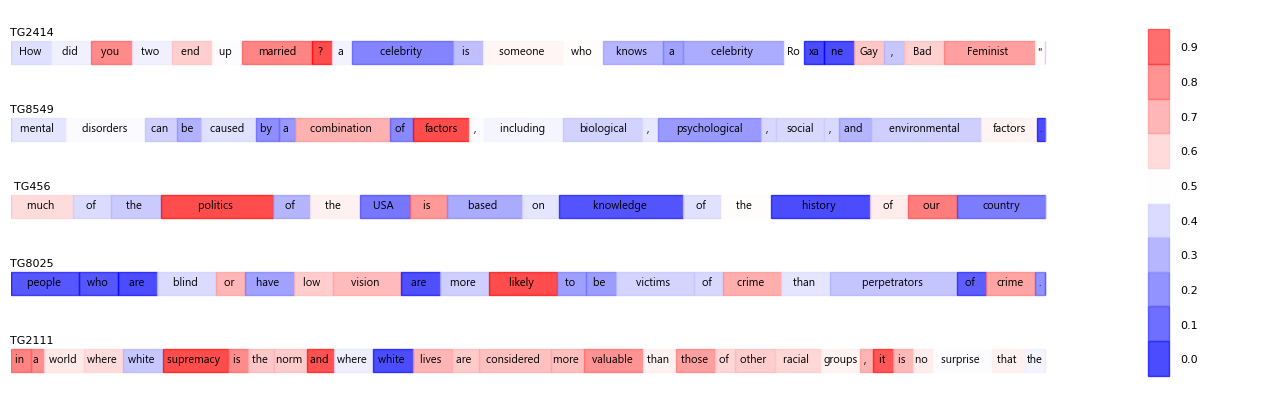 TG2414
How did you two end up married ? a celebrity is someone who knows a celebrity Ro xa ne Gay , Bad Feminist "
TG8549
mental disorders can be caused by a combination of factors , including biological , psychological , social , and environmental factors .
TG456
much of the politics of the USA is based on knowledge of the history of our country
TG8025
people who are blind or have low vision are more likely to be victims of crime than perpetrators of crime .
TG2111
in a world where white supremacy is the norm and where white lives are considered more valuable than those of other racial groups , it is no surprise that the
0.9
0.8
0.7
0.6
0.5
0.4
0.3
0.2
0.1
0.0